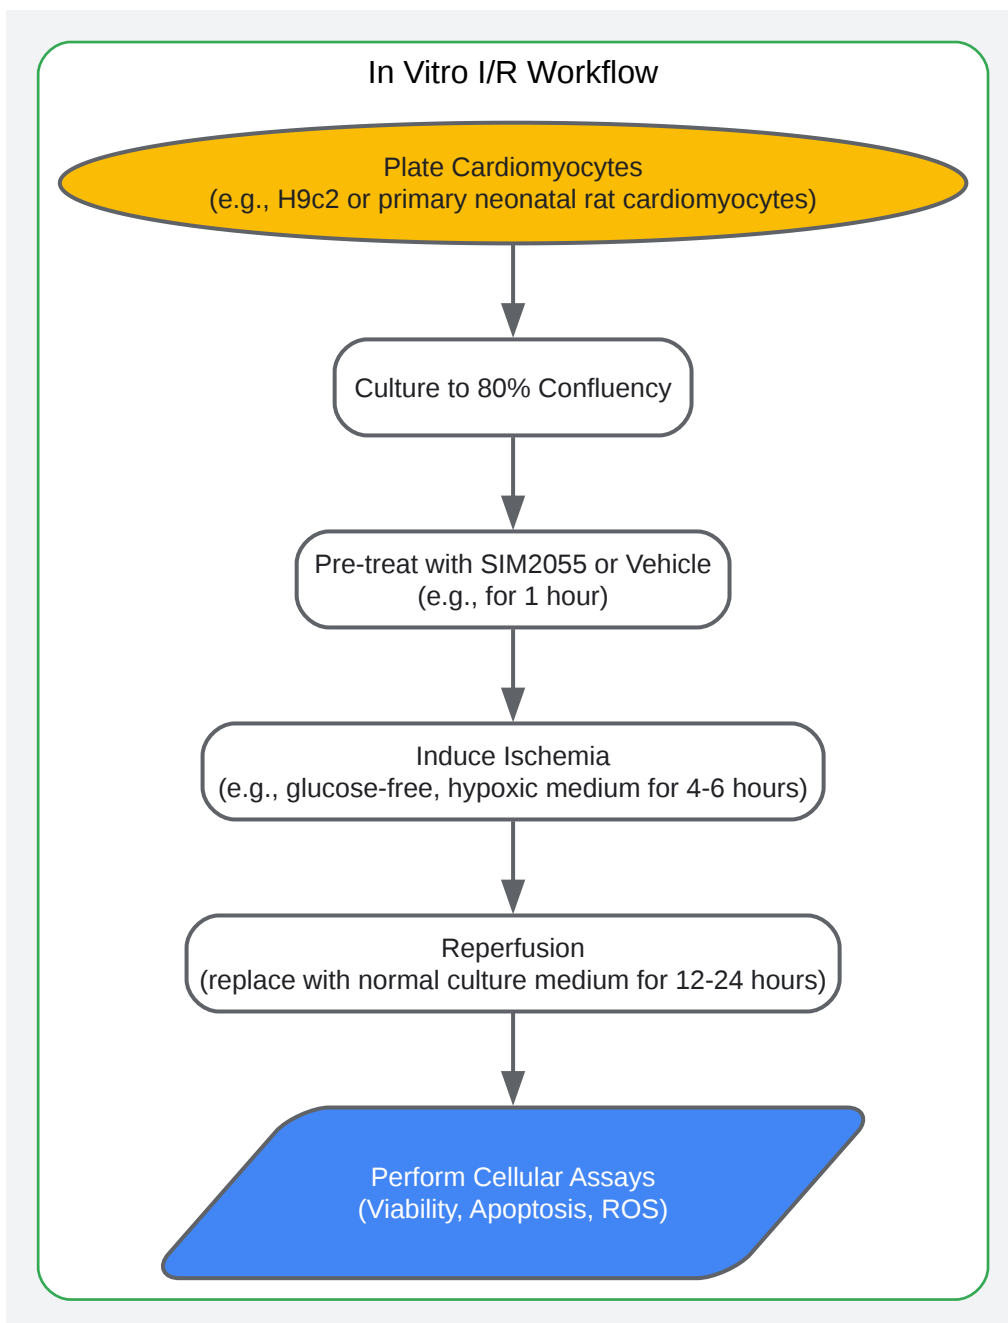 In Vitro I/R Workflow
Plate Cardiomyocytes
(e.g., H9c2 or primary neonatal rat cardiomyocytes)
Culture to 80% Confluency
Pre-treat with SIM2055 or Vehicle
(e.g., for 1 hour)
Induce Ischemia
(e.g., glucose-free, hypoxic medium for 4-6 hours)
Reperfusion
(replace with normal culture medium for 12-24 hours)
Perform Cellular Assays
(Viability, Apoptosis, ROS)